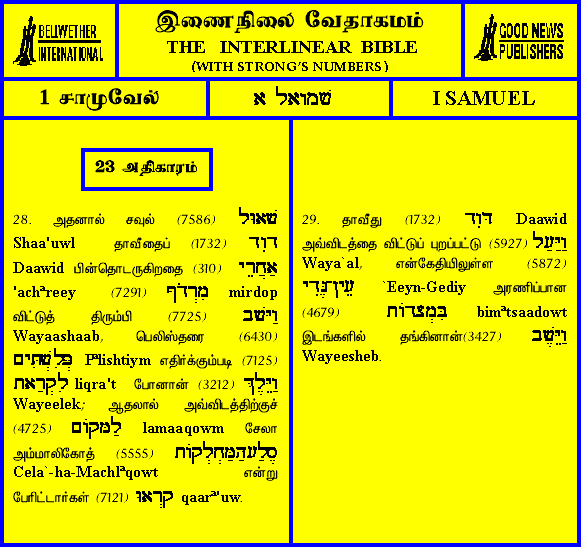 BELLWETHER
INTERNATIONAL
இணைநிலை வேதாகமம்
THE INTERLINEAR BIBLE
(WITH STRONG'S NUMBERS)
GOOD NEWS
PUBLISHERS
1 சாமுவேல்
שמואל א
I SAMUEL
23 அதிகாரம்
28. அதனால் சவுல் (7586) שׁאוּל
Shaa'uwl தாவீதைப் (1732) דּוד
Daawid பின்தொடருகிறதை (310) אַחֲרֵי
'achªreey (7291) מִרְדֹף mirdop
விட்டுத் திரும்பி (7725) וַיָּשָׁב
Wayaashaab, பெலிஸ்தரை (6430)
פְּלִשְׁתִּים Pªlishtiym எதிர்க்கும்படி (7125)
לִקְרַאת liqra't போனான் (3212) וַיֵּלֶךְ
Wayeelek; ஆதலால் அவ்விடத்திற்குச்
(4725) לַמָּקוֹם lamaaqowm சேலா
அம்மாலிகோத் (5555) סֶלַעהַמַּחְלְקוֹת
Cela`-ha-Machlªqowt என்று
பேரிட்டார்கள் (7121) קָרְאוּ qaarª'uw.
29. தாவீது (1732) דּוד Daawid
அவ்விடத்தை விட்டுப் புறப்பட்டு (5927) וַיַּעַל
Waya`al, என்கேதியிலுள்ள (5872)
עֵין־גֶּדִי `Eeyn-Gediy அரணிப்பான
(4679) בִּמְצַדוֹת bimªtsaadowt
இடங்களில் தங்கினான்(3427) וַיֵּשֶׁב
Wayeesheb.